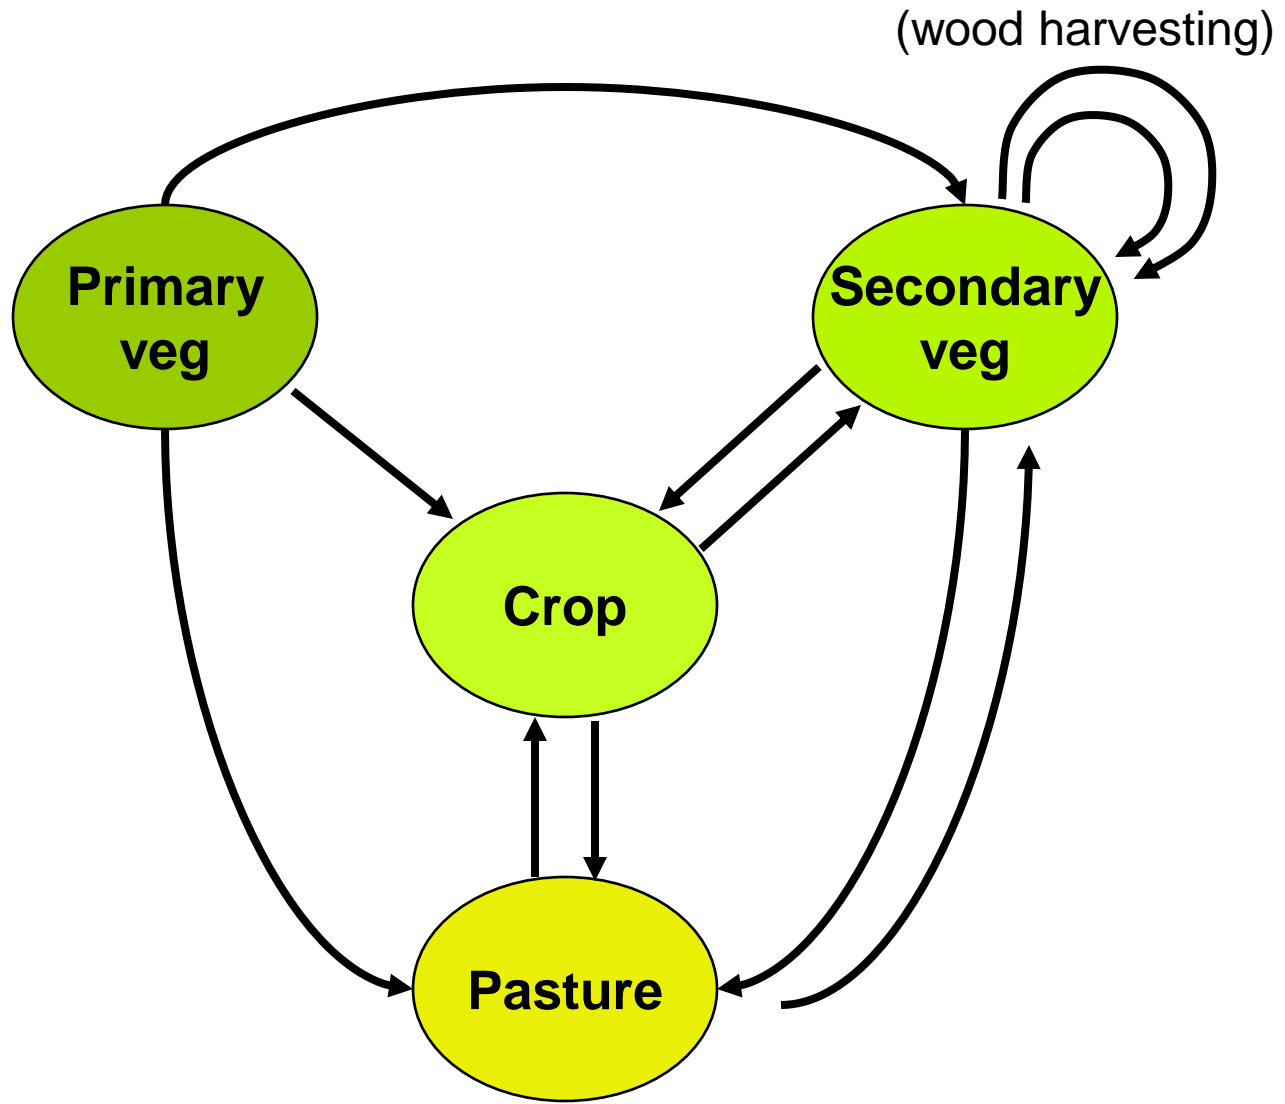 (wood harvesting)
Primary
veg
Secondary
veg
Crop
Pasture